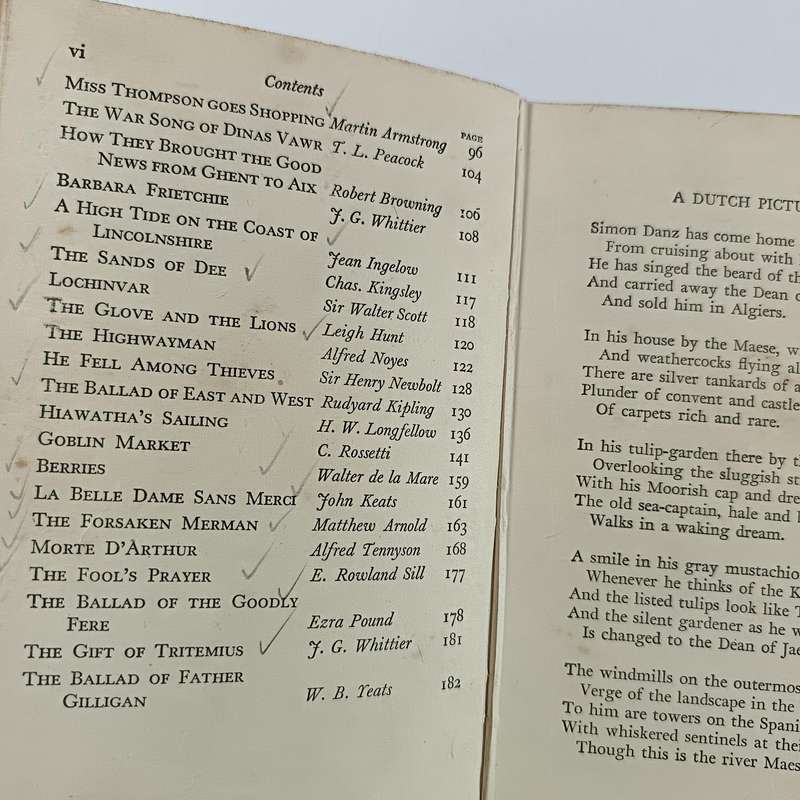 vi
Contents
PAGE
MISS THOMPSON GOES SHOPPING Martin Armstrong 96
THE WAR SONG OF DINAS VAWR T. L. Peacock 104
HOW THEY BROUGHT THE GOOD
NEWS FROM GHENT TO AIX Robert Browning 106
BARBARA FRIETCHIE J. G. Whittier 108
A HIGH TIDE ON THE COAST OF
LINCOLNSHIRE Jean Ingelow 111
THE SANDS OF DEE Chas. Kingsley 117
LOCHINVAR Sir Walter Scott 118
THE GLOVE AND THE LIONS Leigh Hunt 120
THE HIGHWAYMAN Alfred Noyes 122
HE FELL AMONG THIEVES Sir Henry Newbolt 128
THE BALLAD OF EAST AND WEST Rudyard Kipling 130
HIAWATHA'S SAILING H. W. Longfellow 136
GOBLIN MARKET C. Rossetti 141
BERRIES Walter de la Mare 159
LA BELLE DAME SANS MERCI John Keats 161
THE FORSAKEN MERMAN Matthew Arnold 163
MORTE D'ARTHUR Alfred Tennyson 168
THE FOOL'S PRAYER E. Rowland Sill 177
THE BALLAD OF THE GOODLY
FERE Ezra Pound 178
THE GIFT OF TRITEMIUS J. G. Whittier 181
THE BALLAD OF FATHER
GILLIGAN W. B. Yeats 182
A DUTCH PICTU
Simon Danz has come home
From cruising about with
He has singed the beard of th
And carried away the Dean o
And sold him in Algiers.
In his house by the Maese, w
And weathercocks flying al
There are silver tankards of a
Plunder of convent and castle
Of carpets rich and rare.
In his tulip-garden there by th
Overlooking the sluggish st
With his Moorish cap and dre
The old sea-captain, hale and
Walks in a waking dream.
A smile in his gray mustachio
Whenever he thinks of the K
And the listed tulips look like T
And the silent gardener as he w
Is changed to the Dean of Jae
The windmills on the outermos
Verge of the landscape in the
To him are towers on the Spani
With whiskered sentinels at thei
Though this is the river Maes